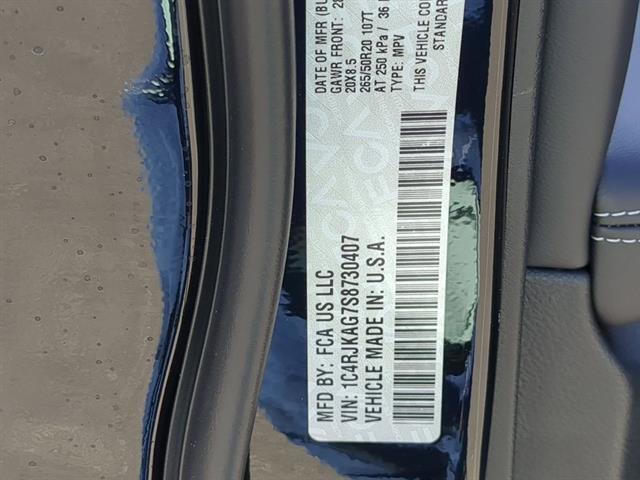 MFD BY: FCA US LLC
VIN: 1C4RJKAG7S8730407
VEHICLE MADE IN: U.S.A.
DATE OF MFR (BU
GAWR FRONT: 
20X8.5
265/50R20 107T
AT 250 kPa / 36
TYPE: MPV
THIS VEHICLE CO
STANDAR